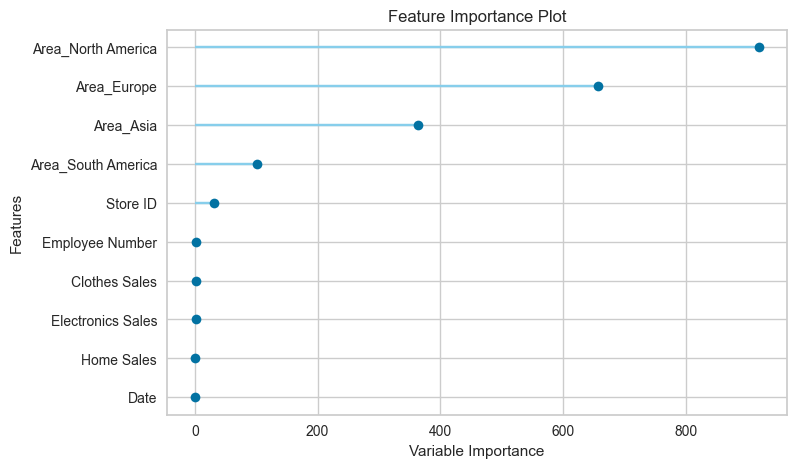 Feature Importance Plot
Area_North America
Area_Europe
Area_Asia
Area_South America
Store ID
Employee Number
Clothes Sales
Electronics Sales
Home Sales
Date
Features
0 200 400 600 800
Variable Importance